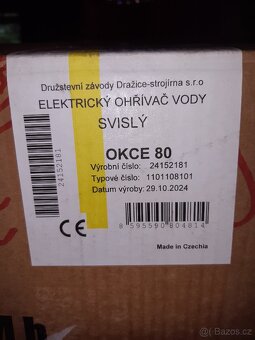 Družstevní závody Dražice-strojírna s.r.o
ELEKTRICKÝ OHŘÍVAČ VODY
SVISLÝ
OKCE 80
Výrobní číslo: 24152181
Typové číslo: 1101108101
Datum výroby: 29.10.2024
24152181
CE
8 595590 804814
Made in Czechia
Bazoš.cz